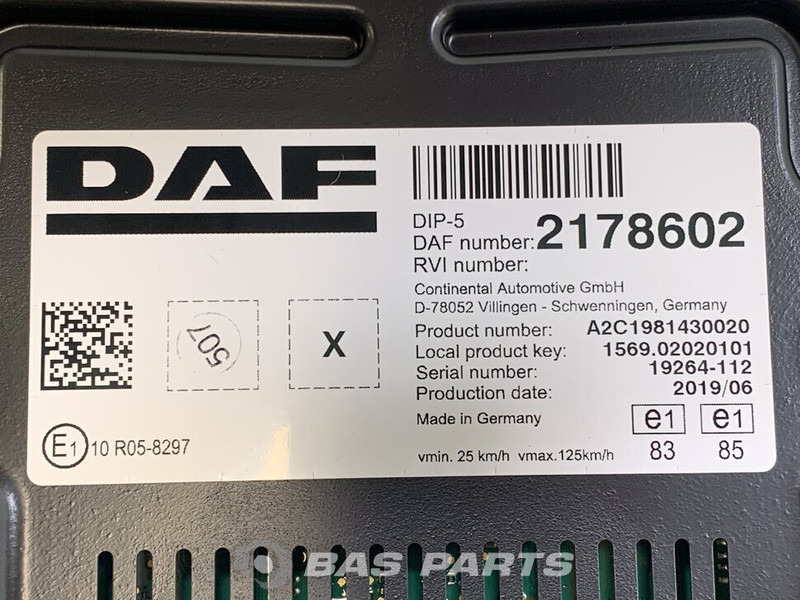 DAF
DIP-5
DAF number: 2178602
RVI number:
Continental Automotive GmbH
D-78052 Villingen - Schwenningen, Germany
Product number: A2C1981430020
Local product key: 1569.02020101
Serial number: 19264-112
Production date: 2019/06
507
X
Made in Germany
e1 e1
83 85
E1 10 R05-8297
vmin. 25 km/h vmax.125km/h
BAS PARTS